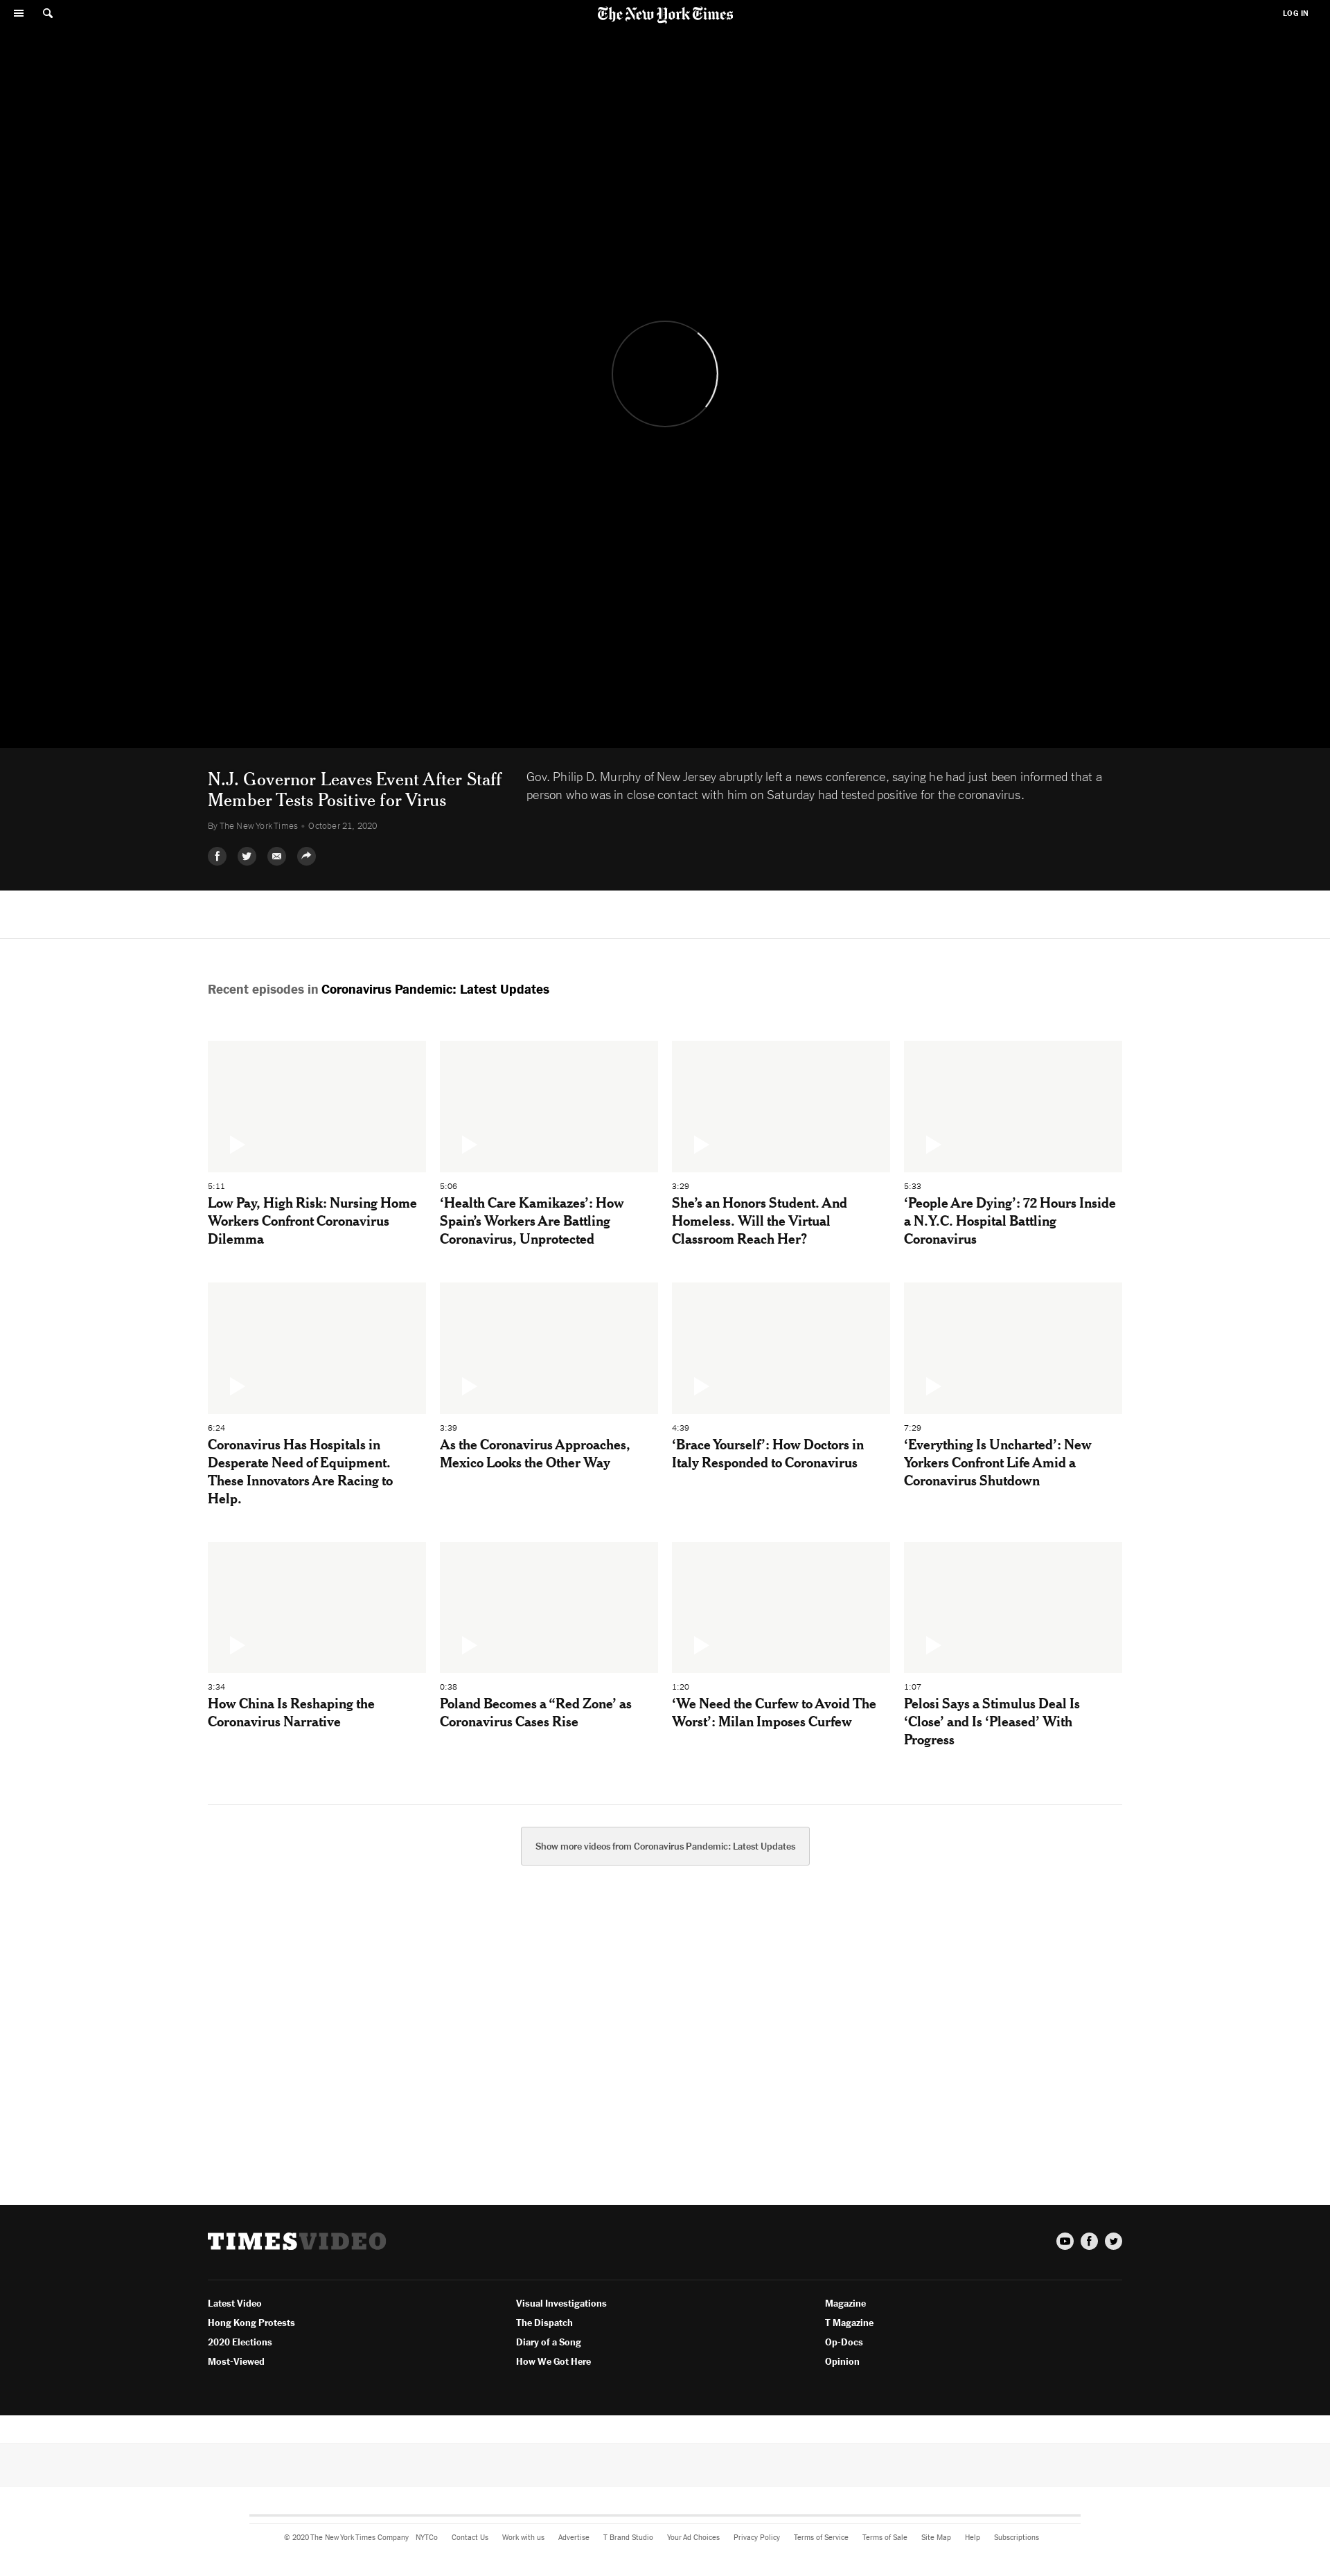 The New York Times
LOG IN
N.J. Governor Leaves Event After Staff
Member Tests Positive for Virus
By The New York Times • October 21, 2020
Gov. Philip D. Murphy of New Jersey abruptly left a news conference, saying he had just been informed that a
person who was in close contact with him on Saturday had tested positive for the coronavirus.
Recent episodes in Coronavirus Pandemic: Latest Updates
5:11
Low Pay, High Risk: Nursing Home
Workers Confront Coronavirus
Dilemma
5:06
‘Health Care Kamikazes’: How
Spain’s Workers Are Battling
Coronavirus, Unprotected
3:29
She’s an Honors Student. And
Homeless. Will the Virtual
Classroom Reach Her?
5:33
‘People Are Dying’: 72 Hours Inside
a N.Y.C. Hospital Battling
Coronavirus
6:24
Coronavirus Has Hospitals in
Desperate Need of Equipment.
These Innovators Are Racing to
Help.
3:39
As the Coronavirus Approaches,
Mexico Looks the Other Way
4:39
‘Brace Yourself’: How Doctors in
Italy Responded to Coronavirus
7:29
‘Everything Is Uncharted’: New
Yorkers Confront Life Amid a
Coronavirus Shutdown
3:34
How China Is Reshaping the
Coronavirus Narrative
0:38
Poland Becomes a “Red Zone’ as
Coronavirus Cases Rise
1:20
‘We Need the Curfew to Avoid The
Worst’: Milan Imposes Curfew
1:07
Pelosi Says a Stimulus Deal Is
‘Close’ and Is ‘Pleased’ With
Progress
Show more videos from Coronavirus Pandemic: Latest Updates
TIMESVIDEO
Latest Video
Hong Kong Protests
2020 Elections
Most-Viewed
Visual Investigations
The Dispatch
Diary of a Song
How We Got Here
Magazine
T Magazine
Op-Docs
Opinion
© 2020 The New York Times Company NYTCo Contact Us Work with us Advertise T Brand Studio Your Ad Choices Privacy Policy Terms of Service Terms of Sale Site Map Help Subscriptions